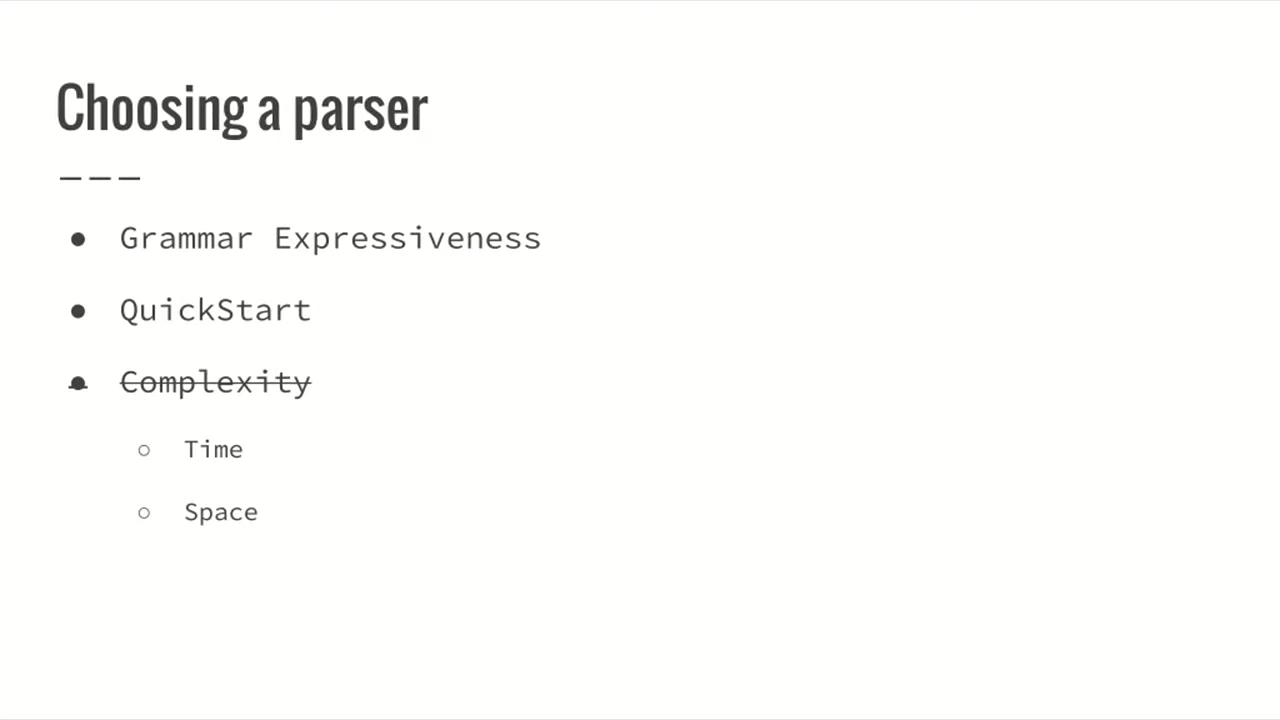 Choosing a parser
Grammar Expressiveness
QuickStart
Complexity
Time
Space